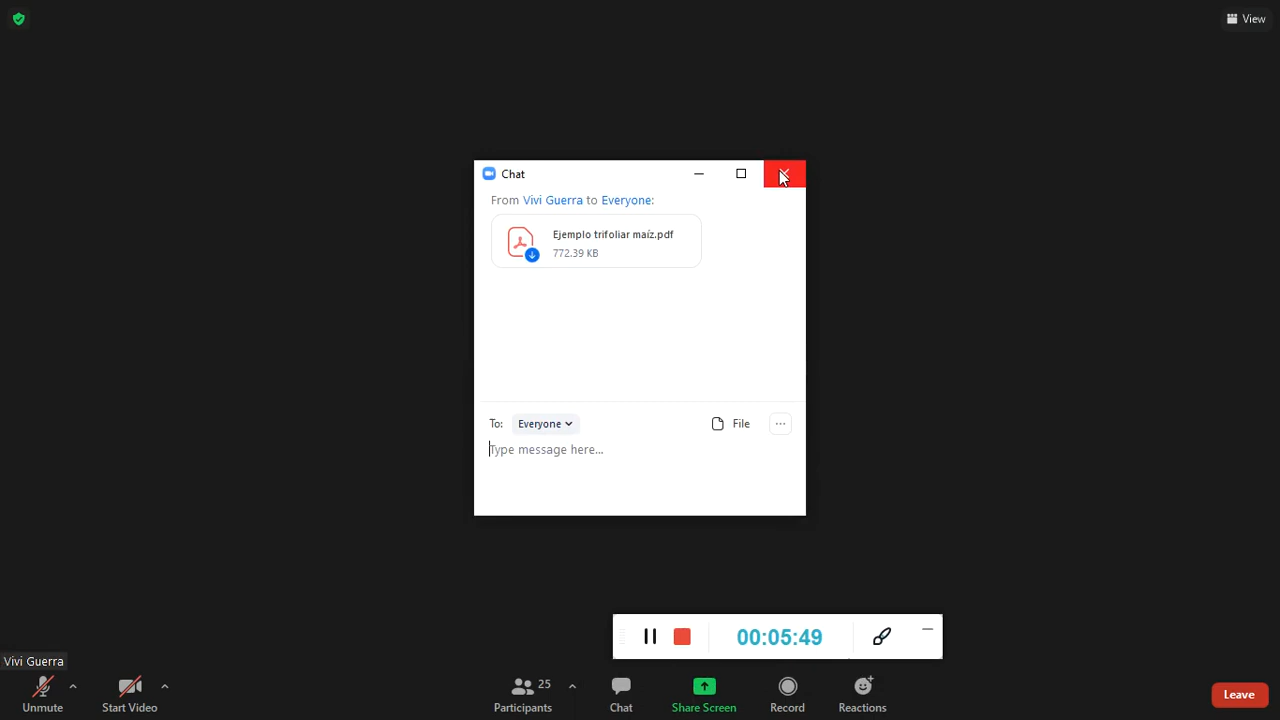 View
Chat
From Vivi Guerra to Everyone:
Ejemplo trifoliar maíz.pdf
772.39 KB
To: Everyone File ...
Type message here...
00:05:49
Vivi Guerra
25
Unmute Start Video Participants Chat Share Screen Record Reactions Leave